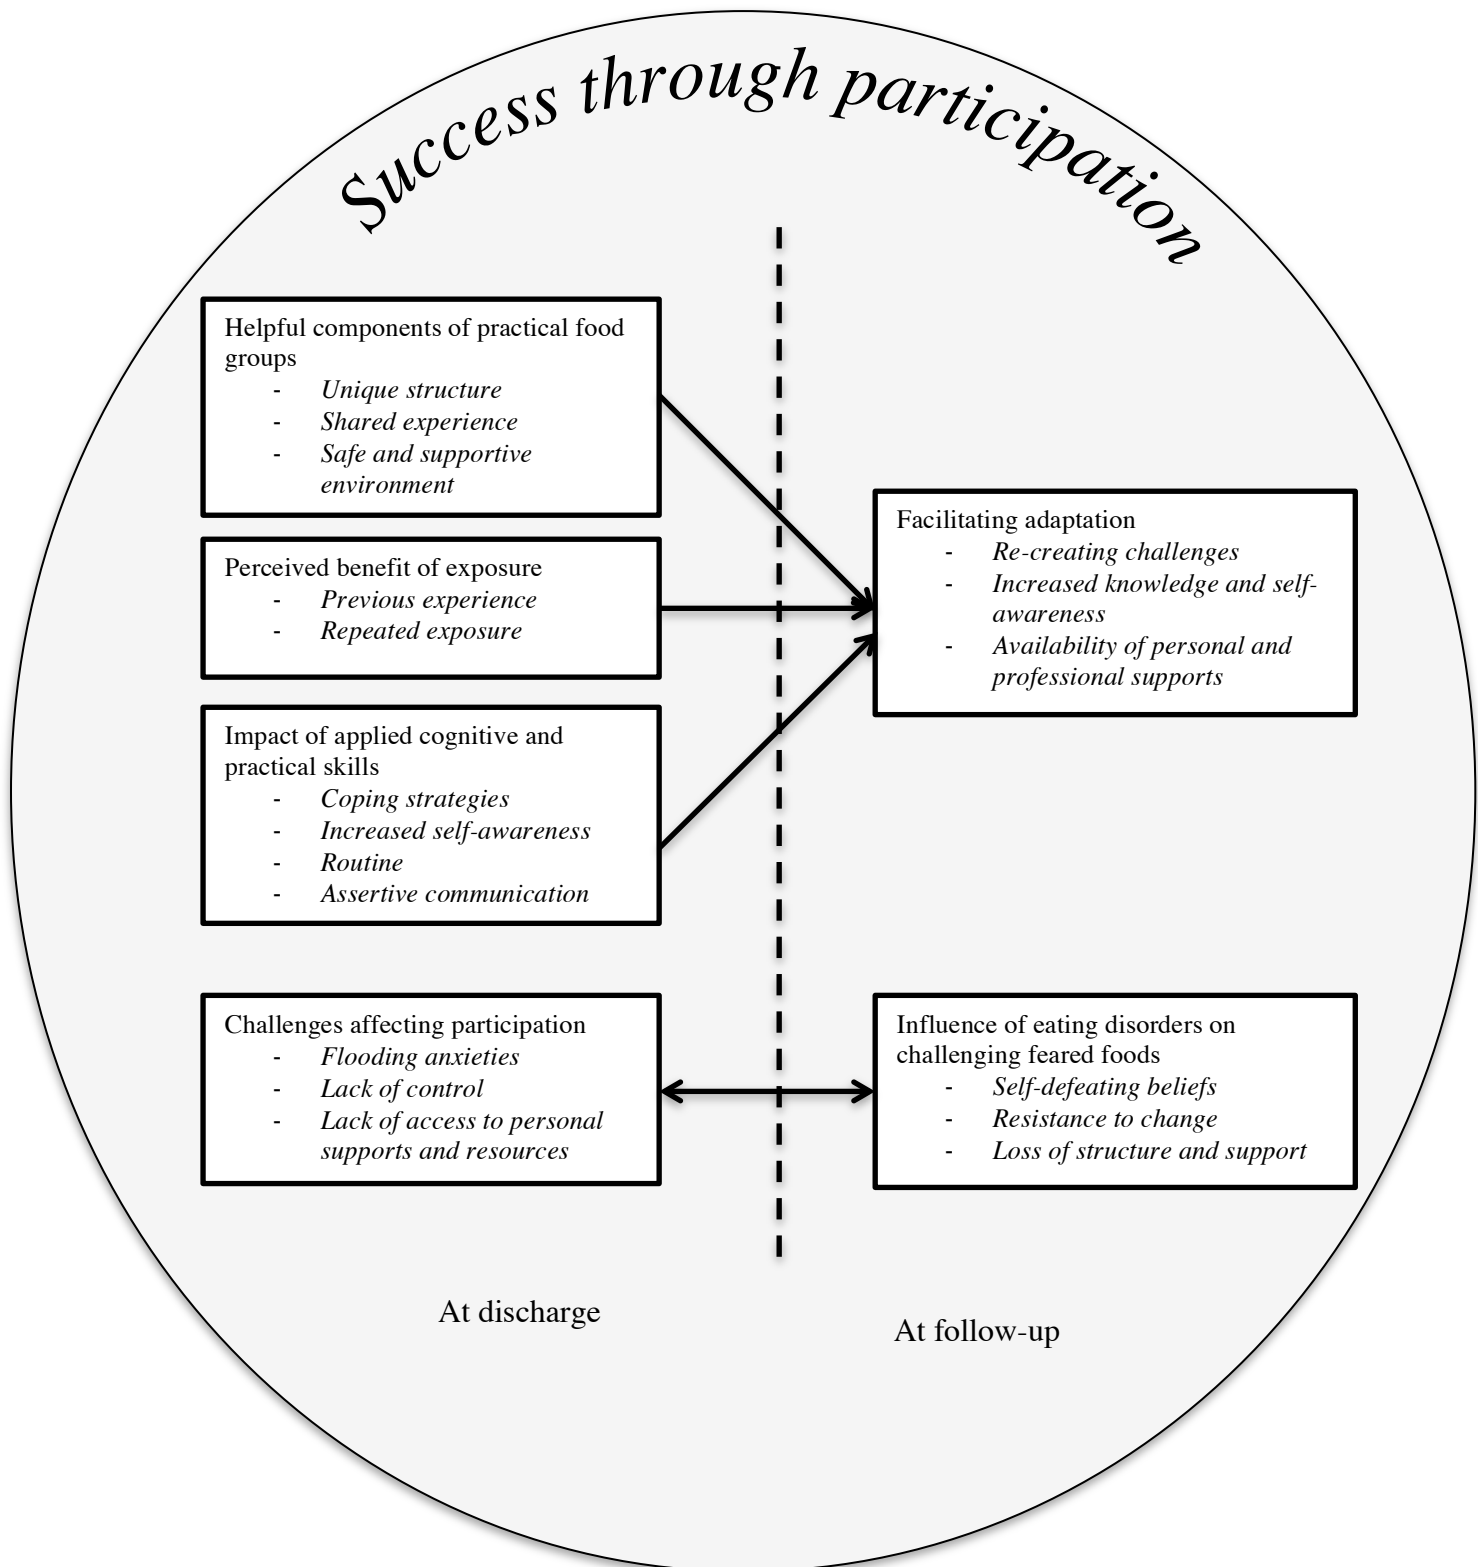 Success through participation
Helpful components of practical food
groups
- Unique structure
- Shared experience
- Safe and supportive
environment
Perceived benefit of exposure
- Previous experience
- Repeated exposure
Impact of applied cognitive and
practical skills
- Coping strategies
- Increased self-awareness
- Routine
- Assertive communication
Challenges affecting participation
- Flooding anxieties
- Lack of control
- Lack of access to personal
supports and resources
Facilitating adaptation
- Re-creating challenges
- Increased knowledge and self-
awareness
- Availability of personal and
professional supports
Influence of eating disorders on
challenging feared foods
- Self-defeating beliefs
- Resistance to change
- Loss of structure and support
At discharge
At follow-up